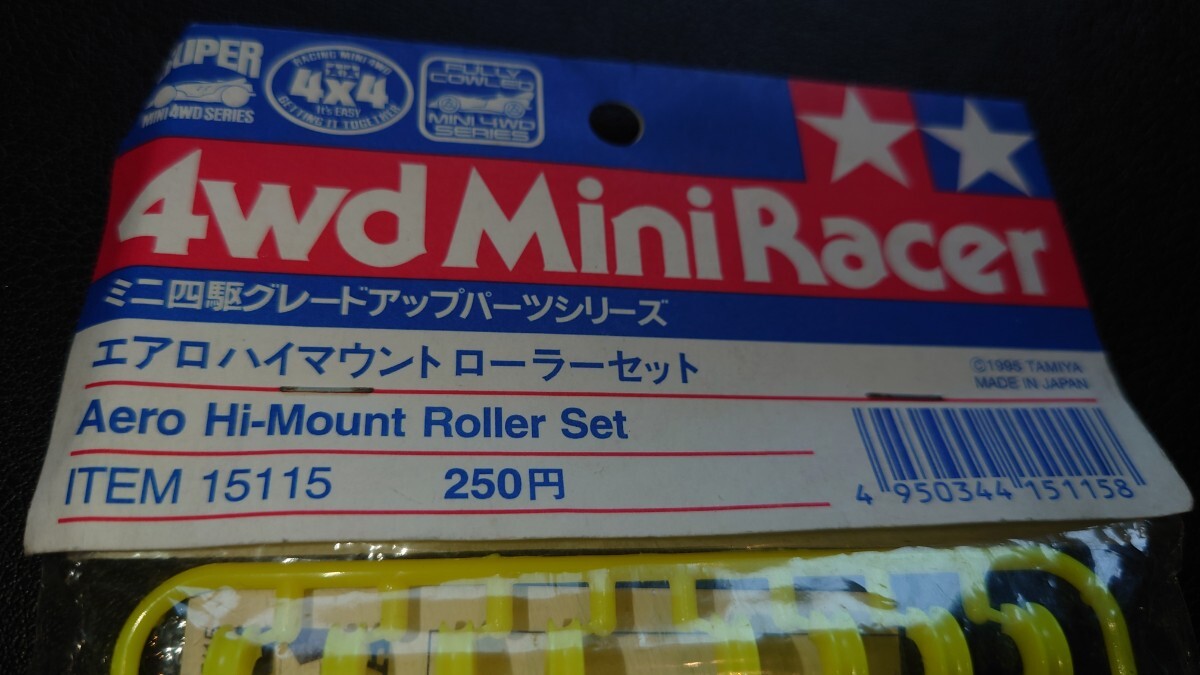 SUPER
MINI 4WD SERIES
RACING MINI 4WD
4x4
It's EASY
GETTING IT TOGETHER
FULLY
COWLED
MINI 4WD
SERIES
4wd Mini Racer
ミニ四駆グレードアップパーツシリーズ
エアロ ハイマウント ローラーセット
©1995 TAMIYA
MADE IN JAPAN
Aero Hi-Mount Roller Set
ITEM 15115 250円
4 950344 151158